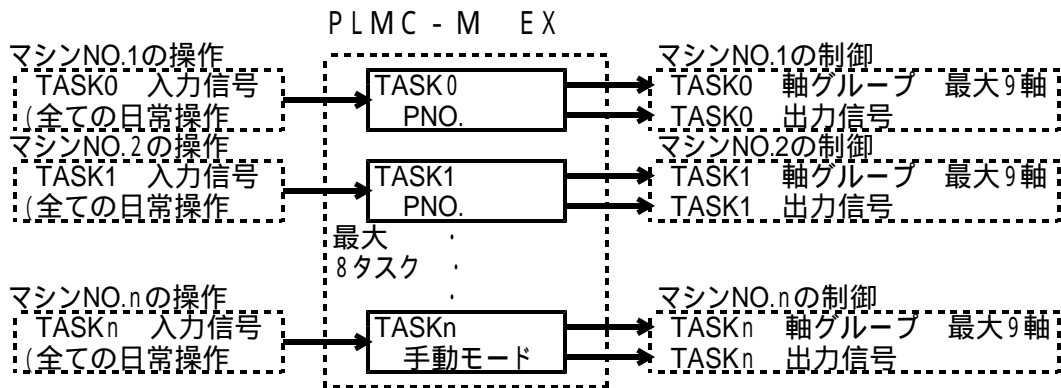 PLMC-M EX
マシンNO.1の操作
TASK0 入力信号
(全ての日常操作
TASK0
PNO.
マシンNO.1の制御
TASK0 軸グループ 最大9軸
TASK0 出力信号
マシンNO.2の操作
TASK1 入力信号
(全ての日常操作
TASK1
PNO.
マシンNO.2の制御
TASK1 軸グループ 最大9軸
TASK1 出力信号
最大
8タスク
マシンNO.nの操作
TASKn 入力信号
(全ての日常操作
TASKn
手動モード
マシンNO.nの制御
TASKn 軸グループ 最大9軸
TASKn 出力信号